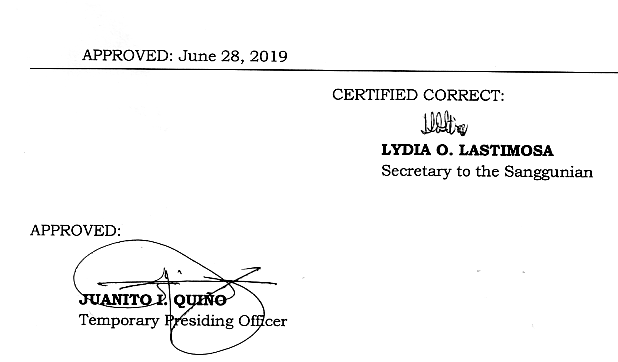 APPROVED: June 28, 2019
CERTIFIED CORRECT:
LYDIA O. LASTIMOSA
Secretary to the Sanggunian
APPROVED:
JUANITO I. QUIÑO
Temporary Presiding Officer